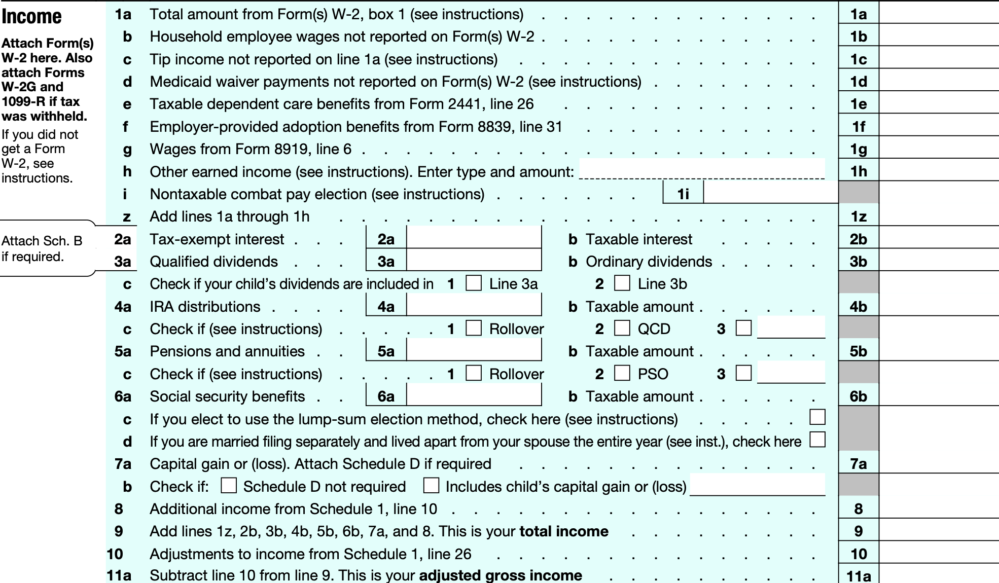 Income
Attach Form(s)
W-2 here. Also
attach Forms
W-2G and
1099-R if tax
was withheld.
If you did not
get a Form
W-2, see
instructions.
Attach Sch. B
if required.
1a Total amount from Form(s) W-2, box 1 (see instructions) . . . . . . . . . . . . . 1a
b Household employee wages not reported on Form(s) W-2 . . . . . . . . . . . . . 1b
c Tip income not reported on line 1a (see instructions) . . . . . . . . . . . . . . 1c
d Medicaid waiver payments not reported on Form(s) W-2 (see instructions) . . . . . . . . 1d
e Taxable dependent care benefits from Form 2441, line 26 . . . . . . . . . . . . 1e
f Employer-provided adoption benefits from Form 8839, line 31 . . . . . . . . . . . 1f
g Wages from Form 8919, line 6 . . . . . . . . . . . . . . . . . . . . . 1g
h Other earned income (see instructions). Enter type and amount: 1h
i Nontaxable combat pay election (see instructions) . . . . . . . 1i
z Add lines 1a through 1h . . . . . . . . . . . . . . . . . . . . . . 1z
2a Tax-exempt interest . . . 2a b Taxable interest . . . . . 2b
3a Qualified dividends . . . 3a b Ordinary dividends . . . . . 3b
c Check if your child’s dividends are included in 1 Line 3a 2 Line 3b
4a IRA distributions . . . . 4a b Taxable amount . . . . . . 4b
c Check if (see instructions) . . . . . 1 Rollover 2 QCD 3
5a Pensions and annuities . . 5a b Taxable amount . . . . . . 5b
c Check if (see instructions) . . . . . 1 Rollover 2 PSO 3
6a Social security benefits . . 6a b Taxable amount . . . . . . 6b
c If you elect to use the lump-sum election method, check here (see instructions) . . . . .
d If you are married filing separately and lived apart from your spouse the entire year (see inst.), check here
7a Capital gain or (loss). Attach Schedule D if required . . . . . . . . . . . . . . 7a
b Check if: Schedule D not required Includes child’s capital gain or (loss)
8 Additional income from Schedule 1, line 10 . . . . . . . . . . . . . . . . . 8
9 Add lines 1z, 2b, 3b, 4b, 5b, 6b, 7a, and 8. This is your total income . . . . . . . . . 9
10 Adjustments to income from Schedule 1, line 26 . . . . . . . . . . . . . . . 10
11a Subtract line 10 from line 9. This is your adjusted gross income . . . . . . . . . . 11a